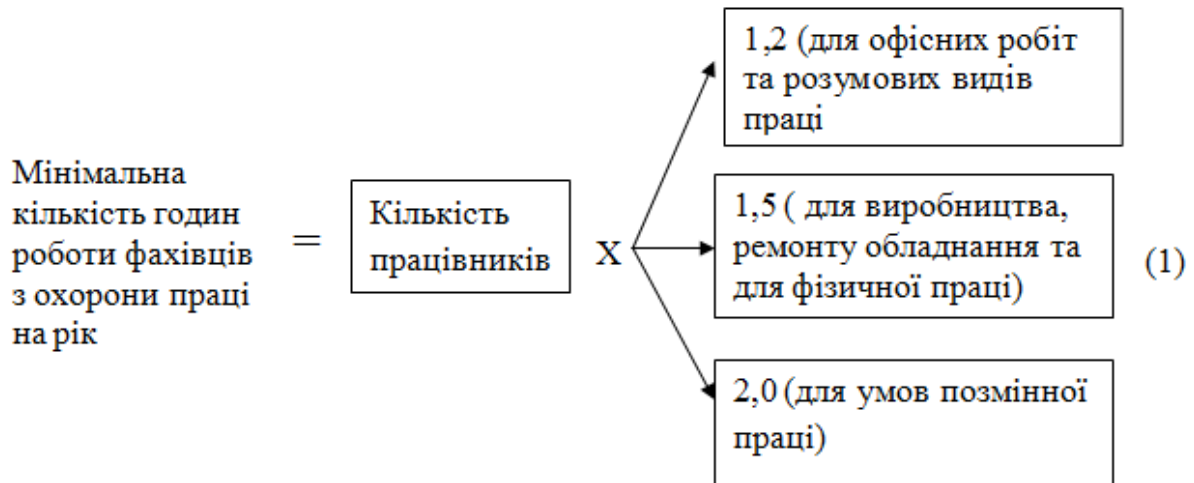 Мінімальна
кількість годин
роботи фахівців
з охорони праці
на рік
=
Кількість
працівників
X
1,2 (для офісних робіт
та розумових видів
праці
1,5 ( для виробництва,
ремонту обладнання та
для фізичної праці)
2,0 (для умов позмінної
праці)
(1)